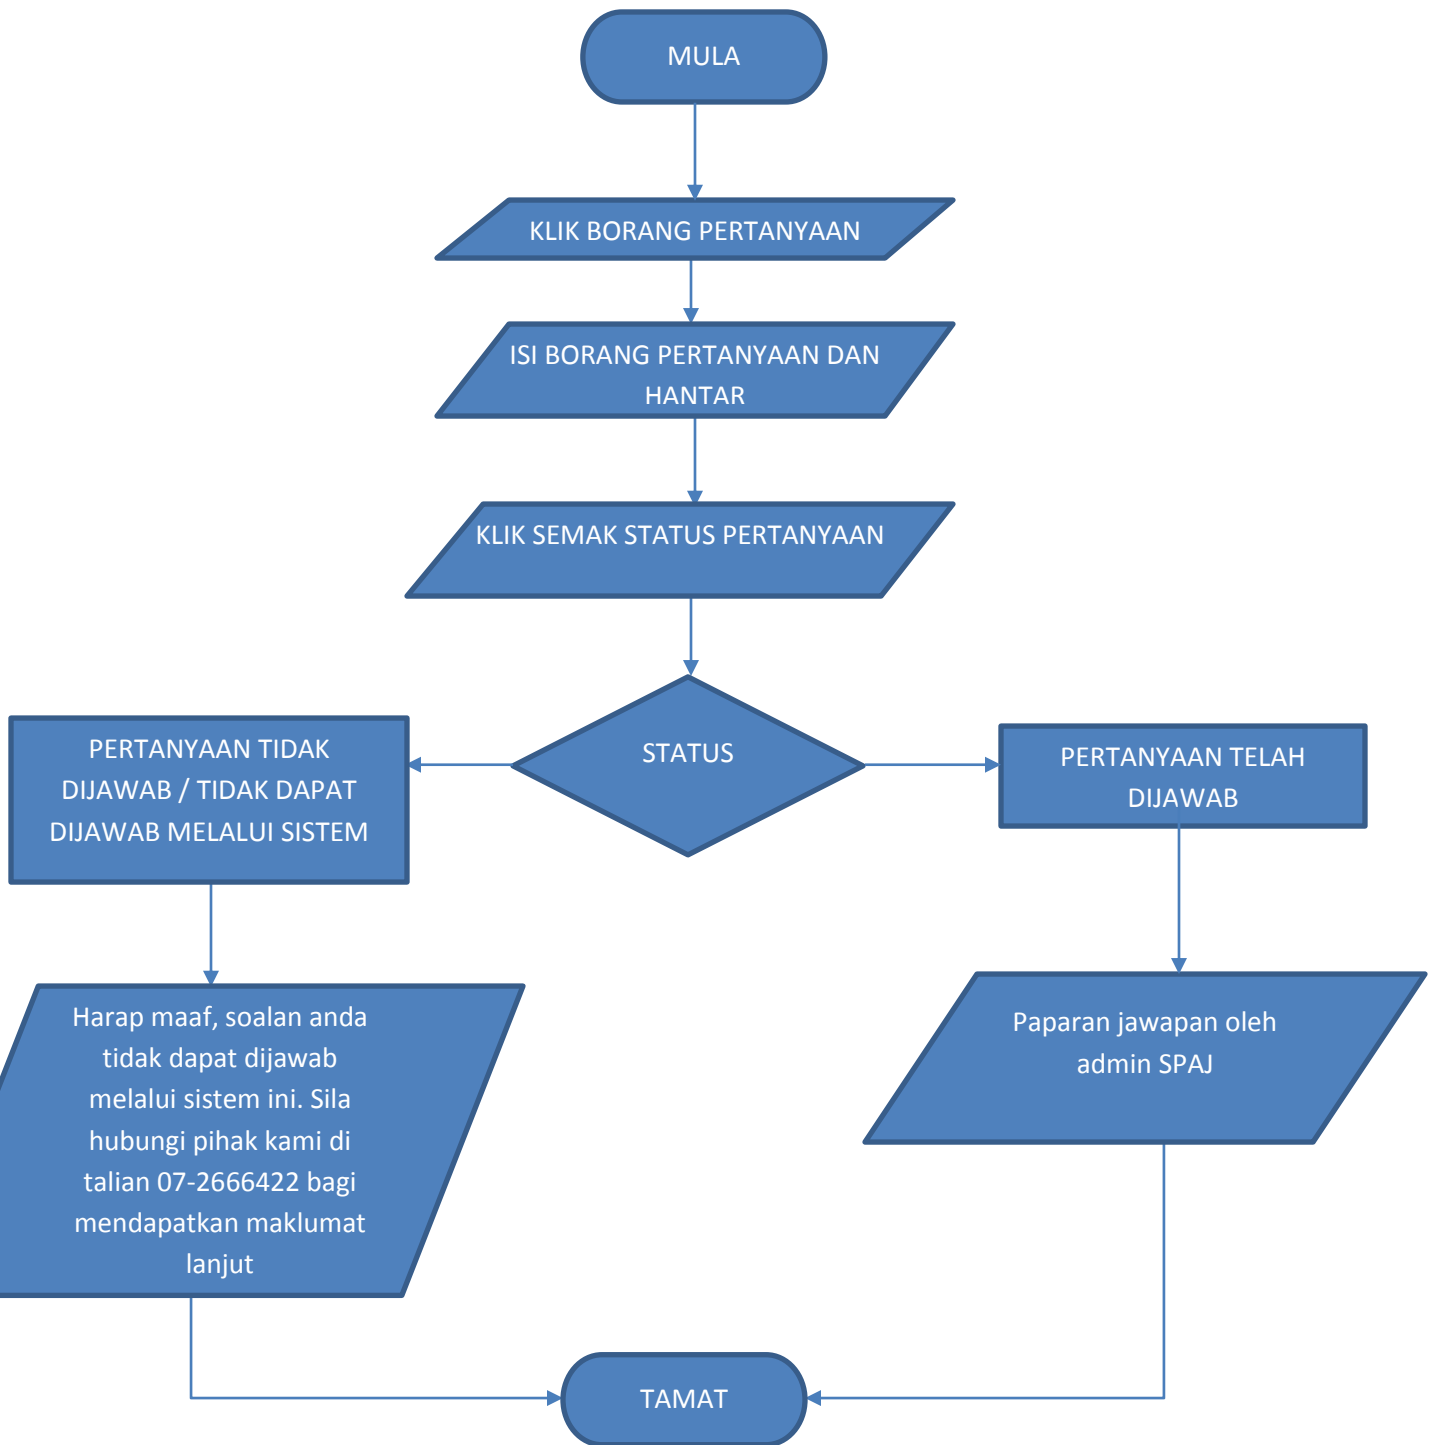 MULA
KLIK BORANG PERTANYAAN
ISI BORANG PERTANYAAN DAN
HANTAR
KLIK SEMAK STATUS PERTANYAAN
STATUS
PERTANYAAN TIDAK
DIJAWAB / TIDAK DAPAT
DIJAWAB MELALUI SISTEM
PERTANYAAN TELAH
DIJAWAB
Harap maaf, soalan anda
tidak dapat dijawab
melalui sistem ini. Sila
hubungi pihak kami di
talian 07-2666422 bagi
mendapatkan maklumat
lanjut
Paparan jawapan oleh
admin SPAJ
TAMAT